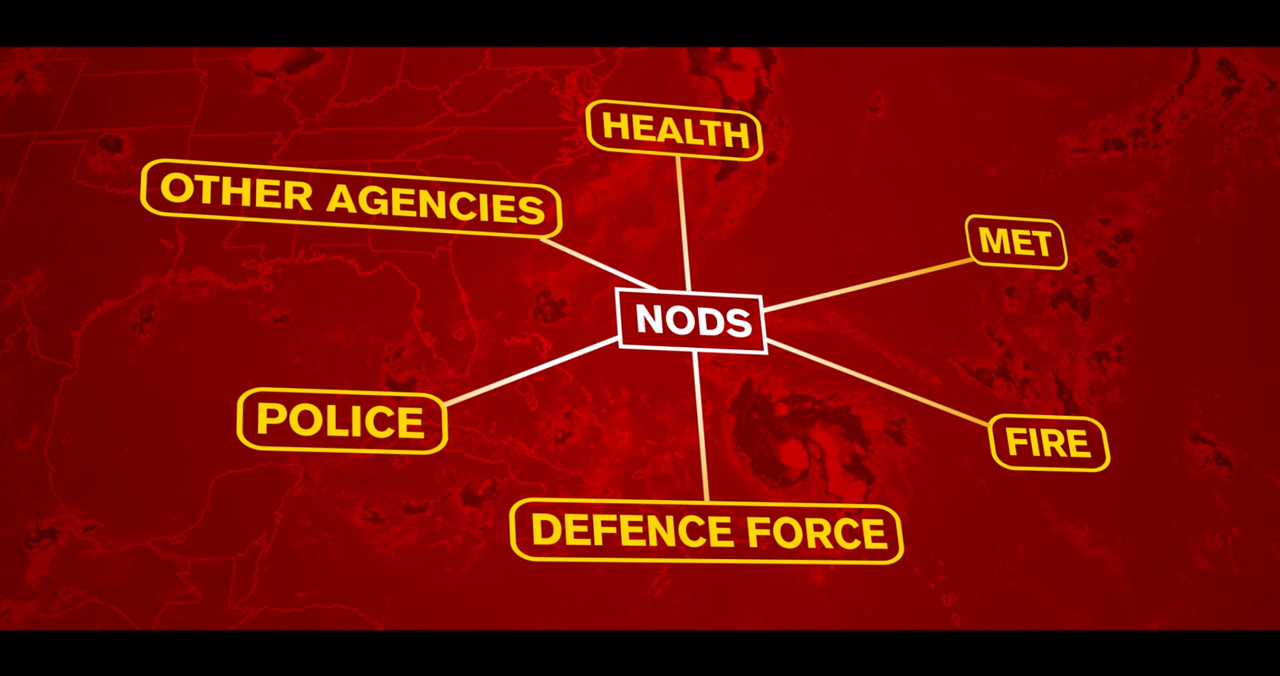 HEALTH
OTHER AGENCIES
MET
NODS
POLICE
FIRE
DEFENCE FORCE